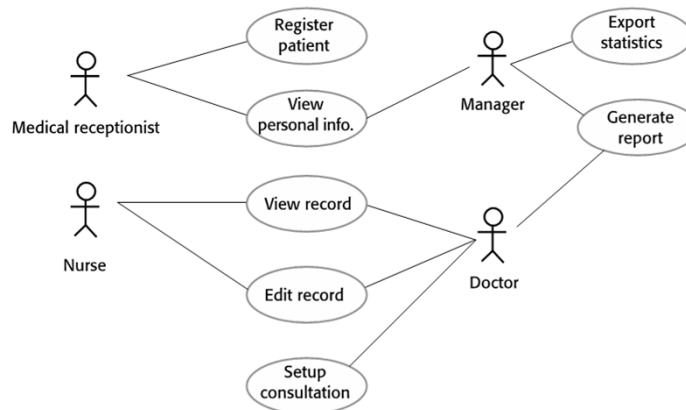 Register
patient
Export
statistics
Medical receptionist
View
personal info.
Manager
Generate
report
View record
Nurse
Edit record
Doctor
Setup
consultation